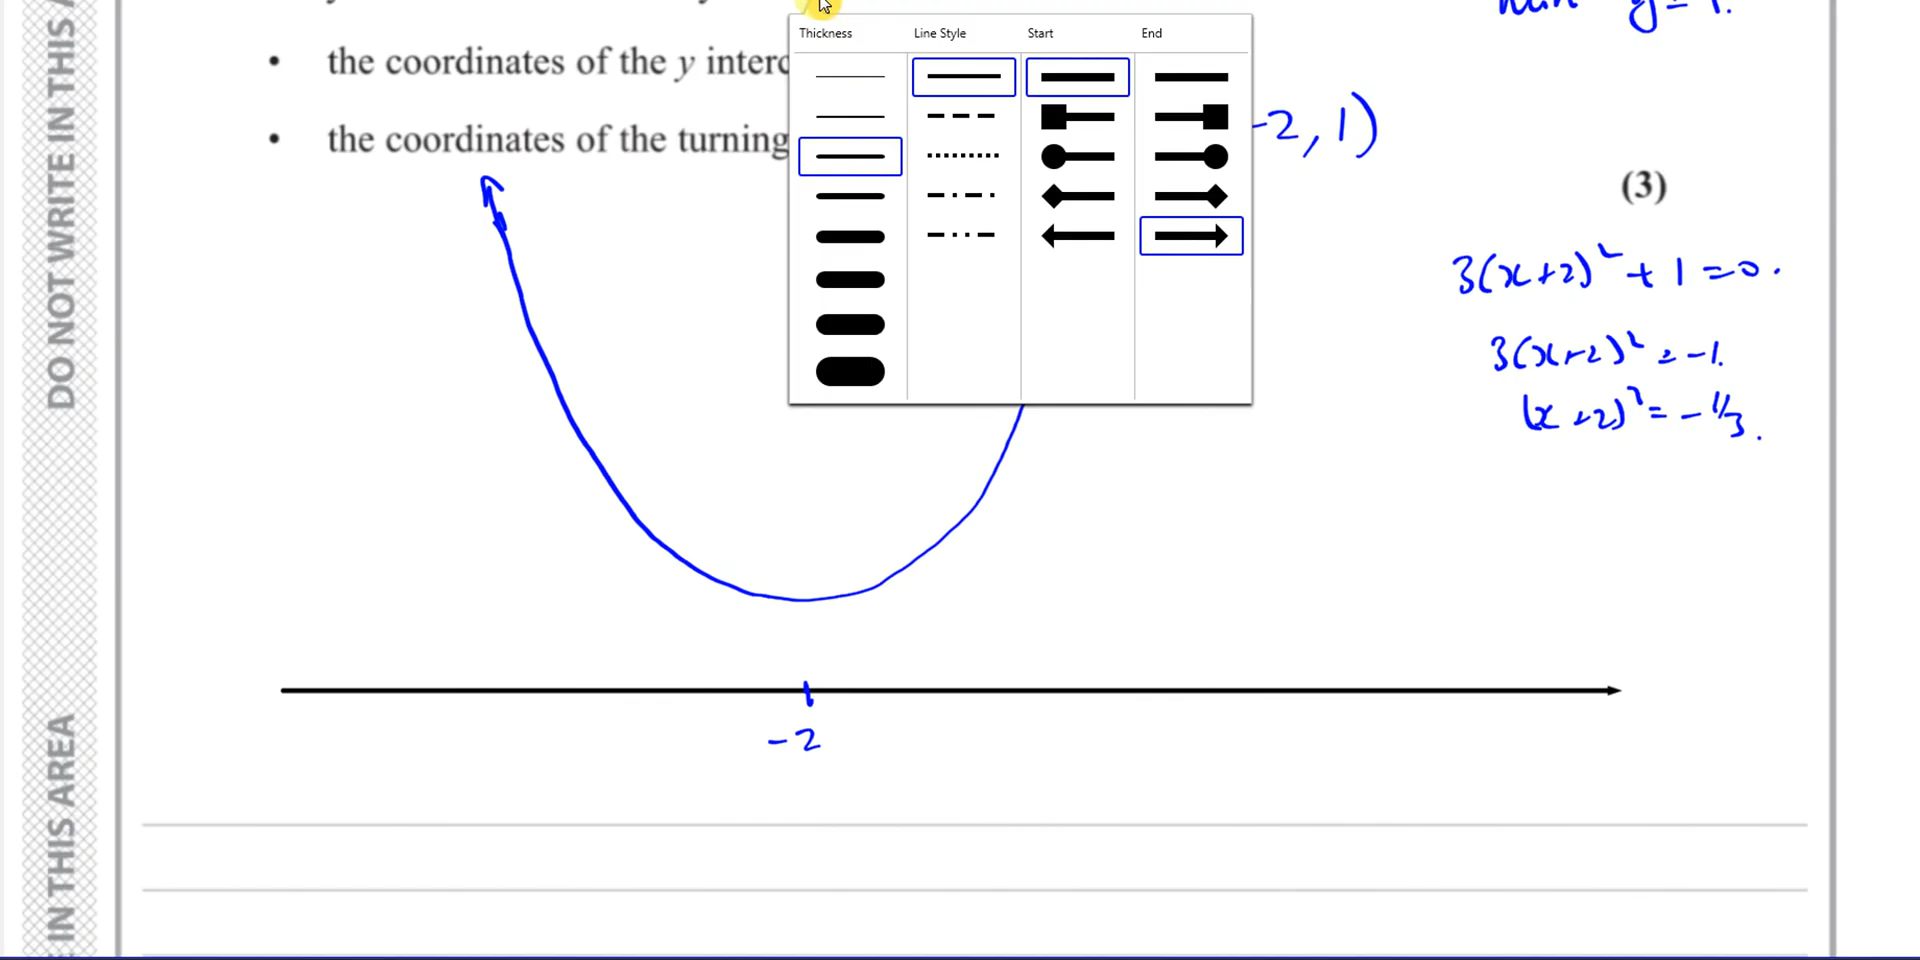 Thickness Line Style Start End
min y = 1.
• the coordinates of the y interc
• the coordinates of the turning
-2, 1)
(3)
3(x+2)² + 1 = 0.
3(x+2)² = -1.
(x+2)² = -1/3.
-2
DO NOT WRITE IN THIS A
IN THIS AREA